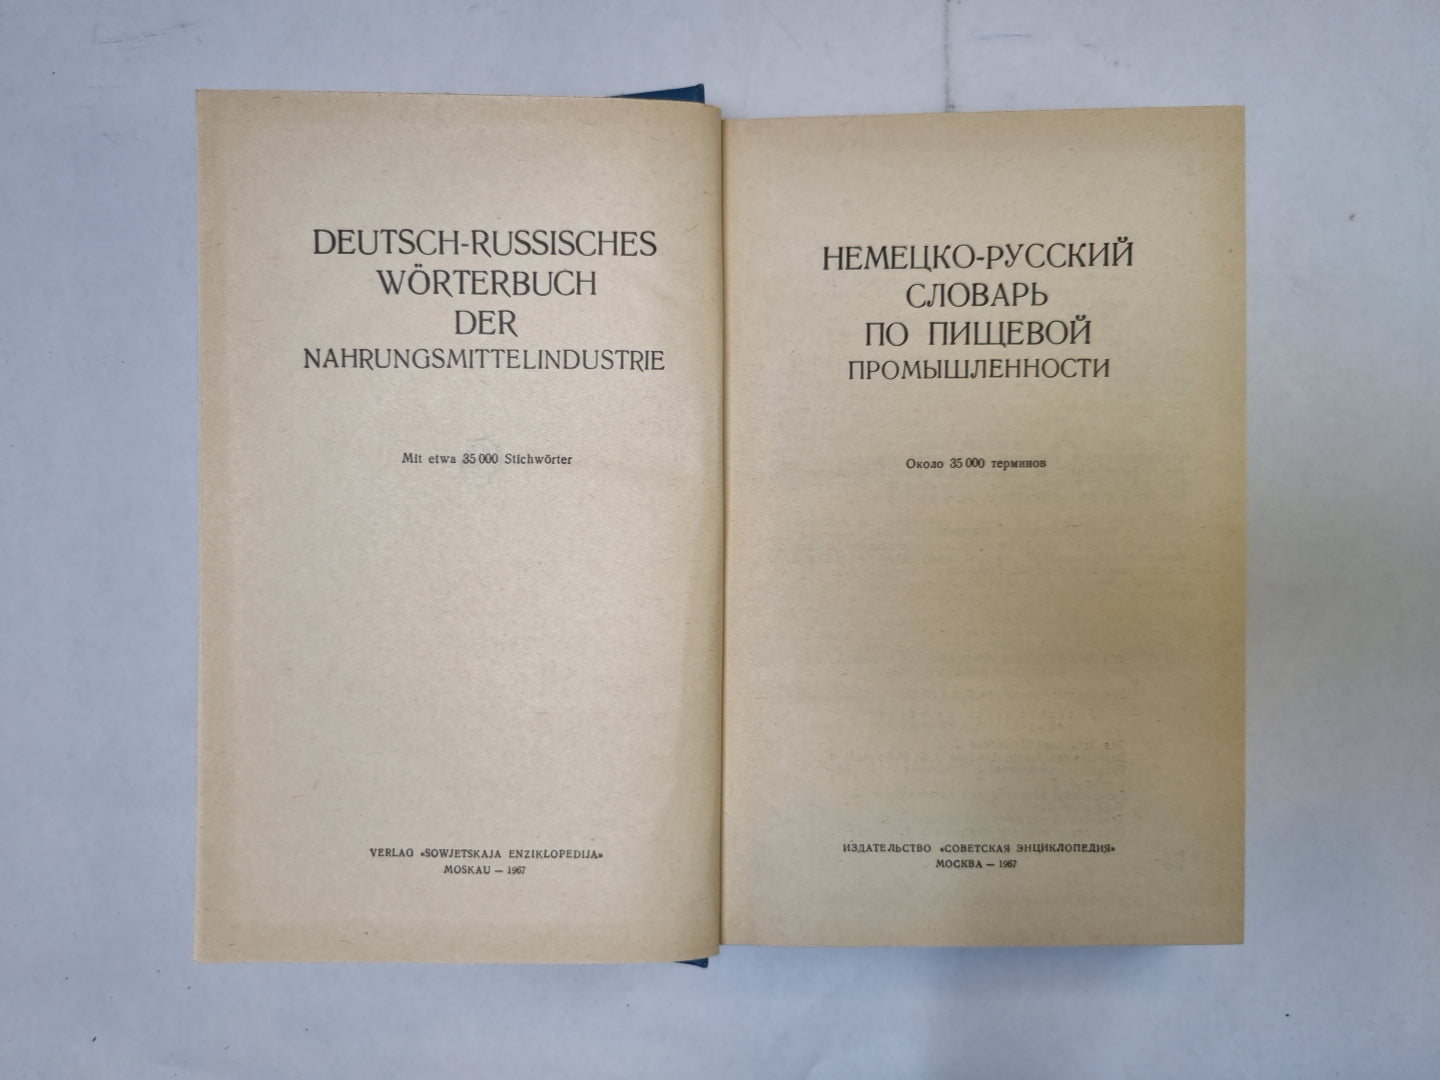 DEUTSCH-RUSSISCHES
WÖRTERBUCH
DER
NAHRUNGSMITTELINDUSTRIE
Mit etwa 35 000 Stichwörter
VERLAG «SOWJETSKAJA ENZIKLOPEDIJA»
MOSKAU — 1967
НЕМЕЦКО-РУССКИЙ
СЛОВАРЬ
ПО ПИЩЕВОЙ
ПРОМЫШЛЕННОСТИ
Около 35 000 терминов
ИЗДАТЕЛЬСТВО «СОВЕТСКАЯ ЭНЦИКЛОПЕДИЯ»
МОСКВА — 1967